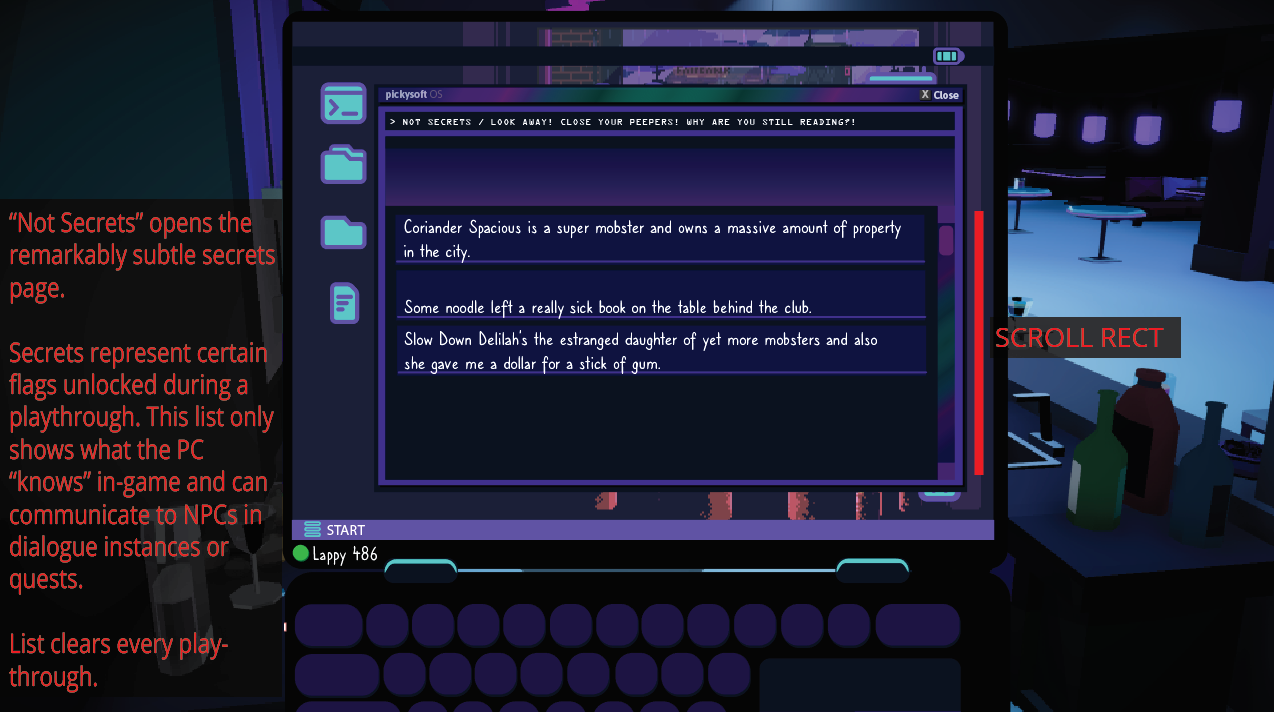 pickysoft OS
X Close
> NOT SECRETS / LOOK AWAY! CLOSE YOUR PEEPERS! WHY ARE YOU STILL READING?!
Coriander Spacious is a super mobster and owns a massive amount of property
in the city.
Some noodle left a really sick book on the table behind the club.
Slow Down Delilah's the estranged daughter of yet more mobsters and also
she gave me a dollar for a stick of gum.
START
Lappy 486
“Not Secrets” opens the
remarkably subtle secrets
page.
Secrets represent certain
flags unlocked during a
playthrough. This list only
shows what the PC
“knows” in-game and can
communicate to NPCs in
dialogue instances or
quests.
List clears every play-
through.
SCROLL RECT